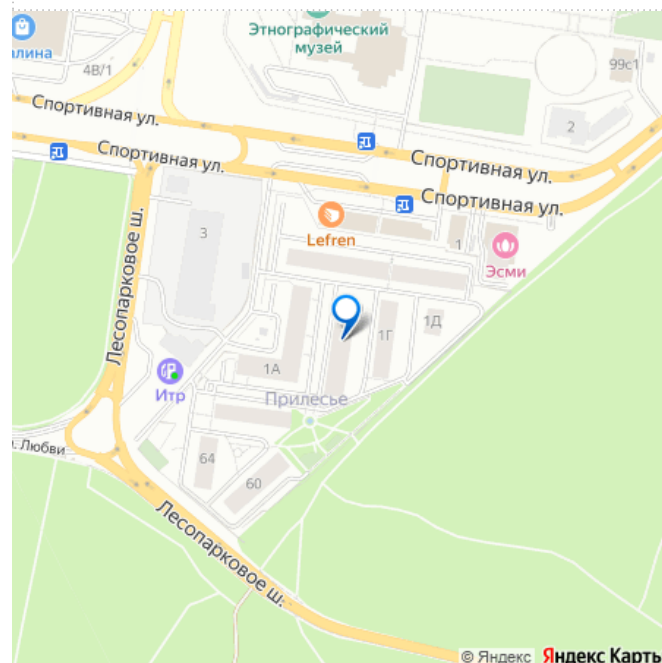 Этнографический
музей
алина
4В/1
99с1
2
Спортивная ул.
Спортивная ул.
Спортивная ул.
Спортивная ул.
Лесопарковое ш.
3
Lefren
1
Эсми
1Д
1Г
1А
Итр
Прилесье
. Любви
64
60
Лесопарковое ш.
© Яндекс Яндекс Карты